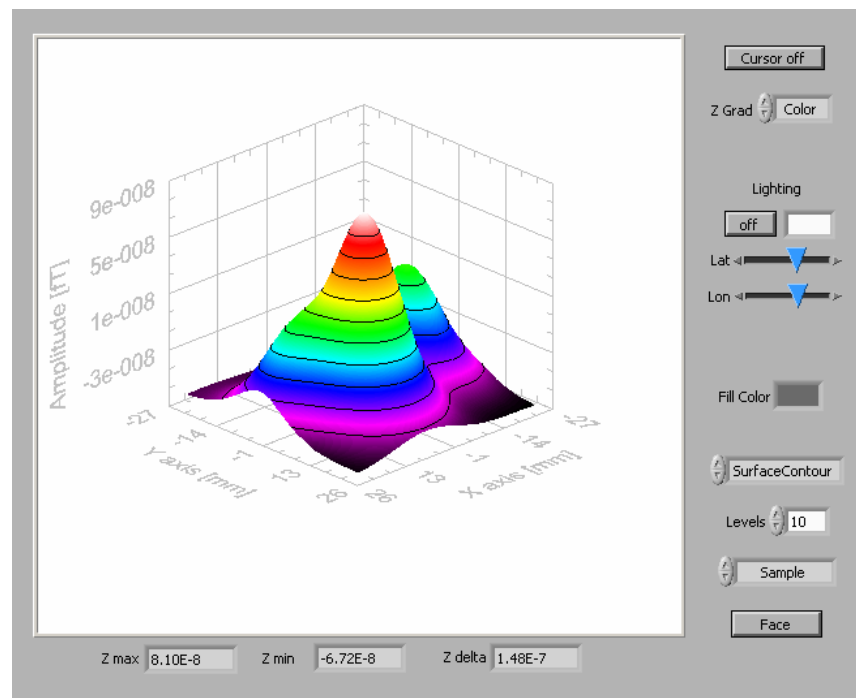 Cursor off
Z Grad Color
Lighting
off
Lat
Lon
Fill Color
SurfaceContour
Levels 10
Sample
Face
Amplitude [fT]
9e-008
5e-008
1e-008
-3e-008
-27
-14
-1
13
26
Y axis [mm]
26
13
-1
-14
-27
X axis [mm]
Z max 8.10E-8 Z min -6.72E-8 Z delta 1.48E-7